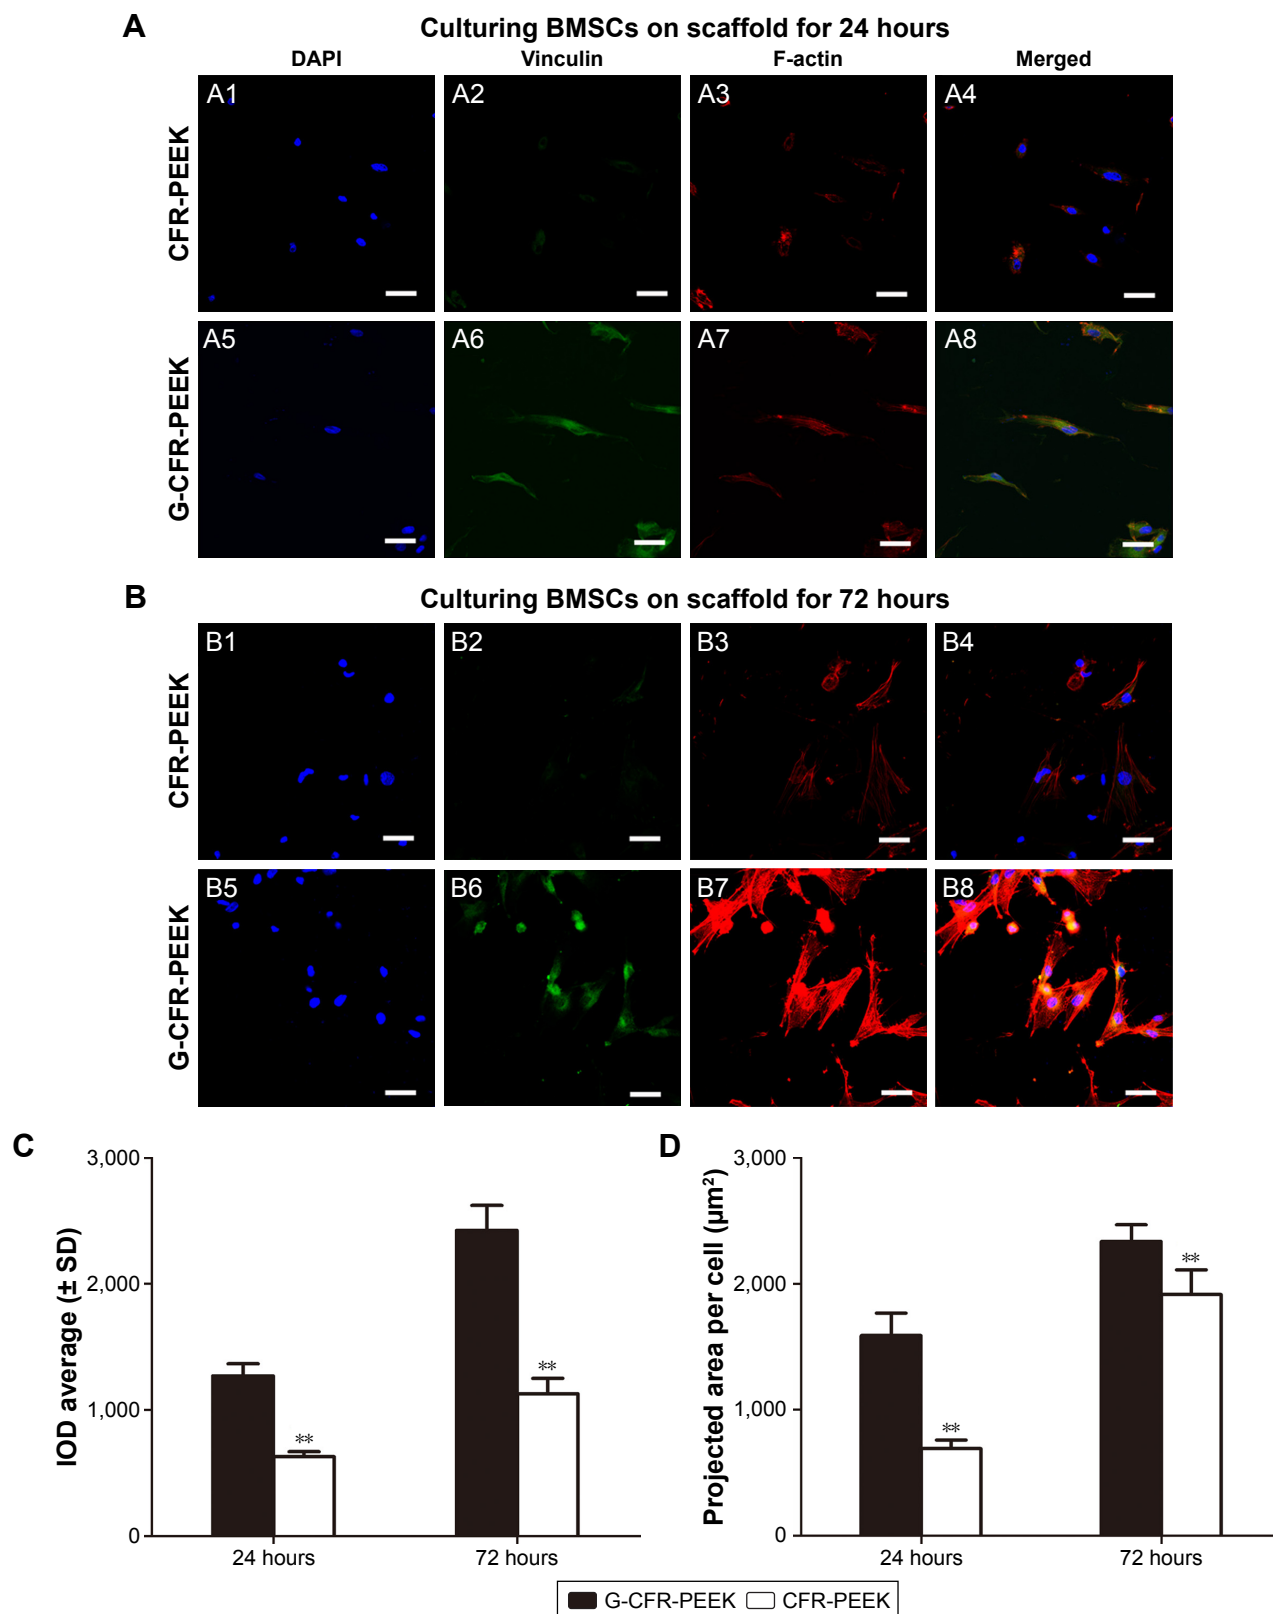 A Culturing BMSCs on scaffold for 24 hours
DAPI Vinculin F-actin Merged
CFR-PEEK
A1 A2 A3 A4
G-CFR-PEEK
A5 A6 A7 A8
B Culturing BMSCs on scaffold for 72 hours
CFR-PEEK
B1 B2 B3 B4
G-CFR-PEEK
B5 B6 B7 B8
C
IOD average (± SD)
3,000
2,000
1,000
0
**
**
24 hours 72 hours
D
Projected area per cell (µm²)
3,000
2,000
1,000
0
**
**
24 hours 72 hours
G-CFR-PEEK CFR-PEEK